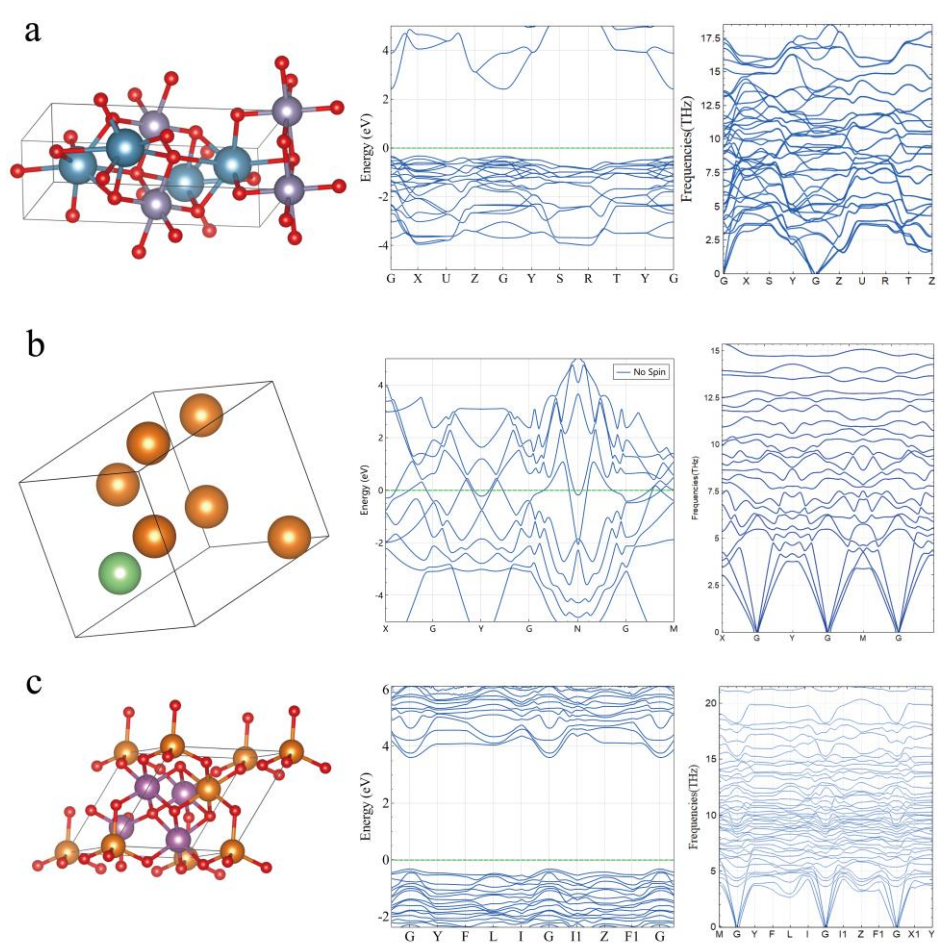 a
4
2
0
-2
-4
Energy (eV)
G X U Z G Y S R T Y G
17.5
15
12.5
10
7.5
5
2.5
0
Frequencies(THz)
G X S Y G Z U R T Z
b
No Spin
4
2
0
-2
-4
Energy (eV)
X G Y G N G M
15
12.5
10
7.5
5
2.5
0
Frequencies(THz)
X G Y G M G
c
6
4
2
0
-2
Energy (eV)
G Y F L I G I1 Z F1 G
20
15
10
5
0
Frequencies(THz)
M G Y F L I G I1 Z F1 G X1 Y